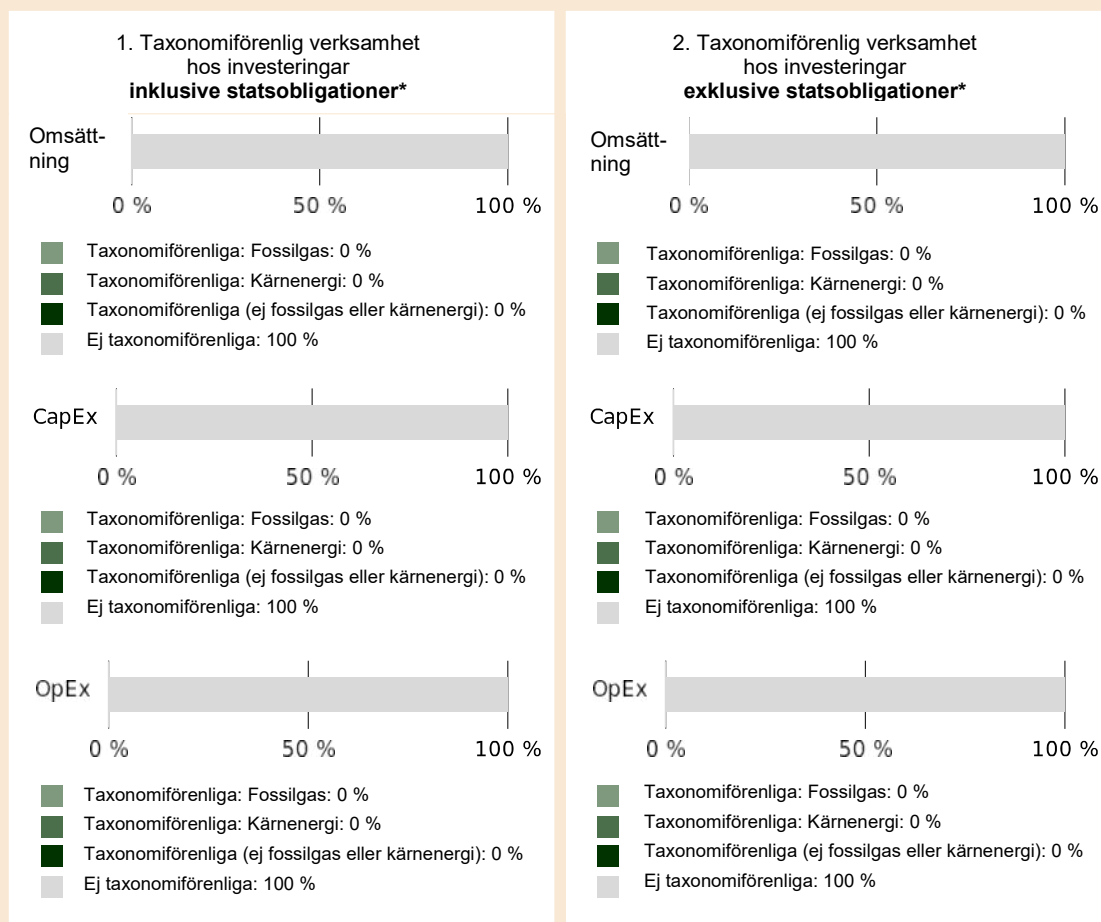 1. Taxonomiförenlig verksamhet
hos investeringar
inklusive statsobligationer*
Omsätt-
ning
0 %
50 %
100 %
Taxonomiförenliga: Fossilgas: 0 %
Taxonomiförenliga: Kärnenergi: 0 %
Taxonomiförenliga (ej fossilgas eller kärnenergi): 0 %
Ej taxonomiförenliga: 100 %
CapEx
0 %
50 %
100 %
Taxonomiförenliga: Fossilgas: 0 %
Taxonomiförenliga: Kärnenergi: 0 %
Taxonomiförenliga (ej fossilgas eller kärnenergi): 0 %
Ej taxonomiförenliga: 100 %
OpEx
0 %
50 %
100 %
Taxonomiförenliga: Fossilgas: 0 %
Taxonomiförenliga: Kärnenergi: 0 %
Taxonomiförenliga (ej fossilgas eller kärnenergi): 0 %
Ej taxonomiförenliga: 100 %
2. Taxonomiförenlig verksamhet
hos investeringar
exklusive statsobligationer*
Omsätt-
ning
0 %
50 %
100 %
Taxonomiförenliga: Fossilgas: 0 %
Taxonomiförenliga: Kärnenergi: 0 %
Taxonomiförenliga (ej fossilgas eller kärnenergi): 0 %
Ej taxonomiförenliga: 100 %
CapEx
0 %
50 %
100 %
Taxonomiförenliga: Fossilgas: 0 %
Taxonomiförenliga: Kärnenergi: 0 %
Taxonomiförenliga (ej fossilgas eller kärnenergi): 0 %
Ej taxonomiförenliga: 100 %
OpEx
0 %
50 %
100 %
Taxonomiförenliga: Fossilgas: 0 %
Taxonomiförenliga: Kärnenergi: 0 %
Taxonomiförenliga (ej fossilgas eller kärnenergi): 0 %
Ej taxonomiförenliga: 100 %